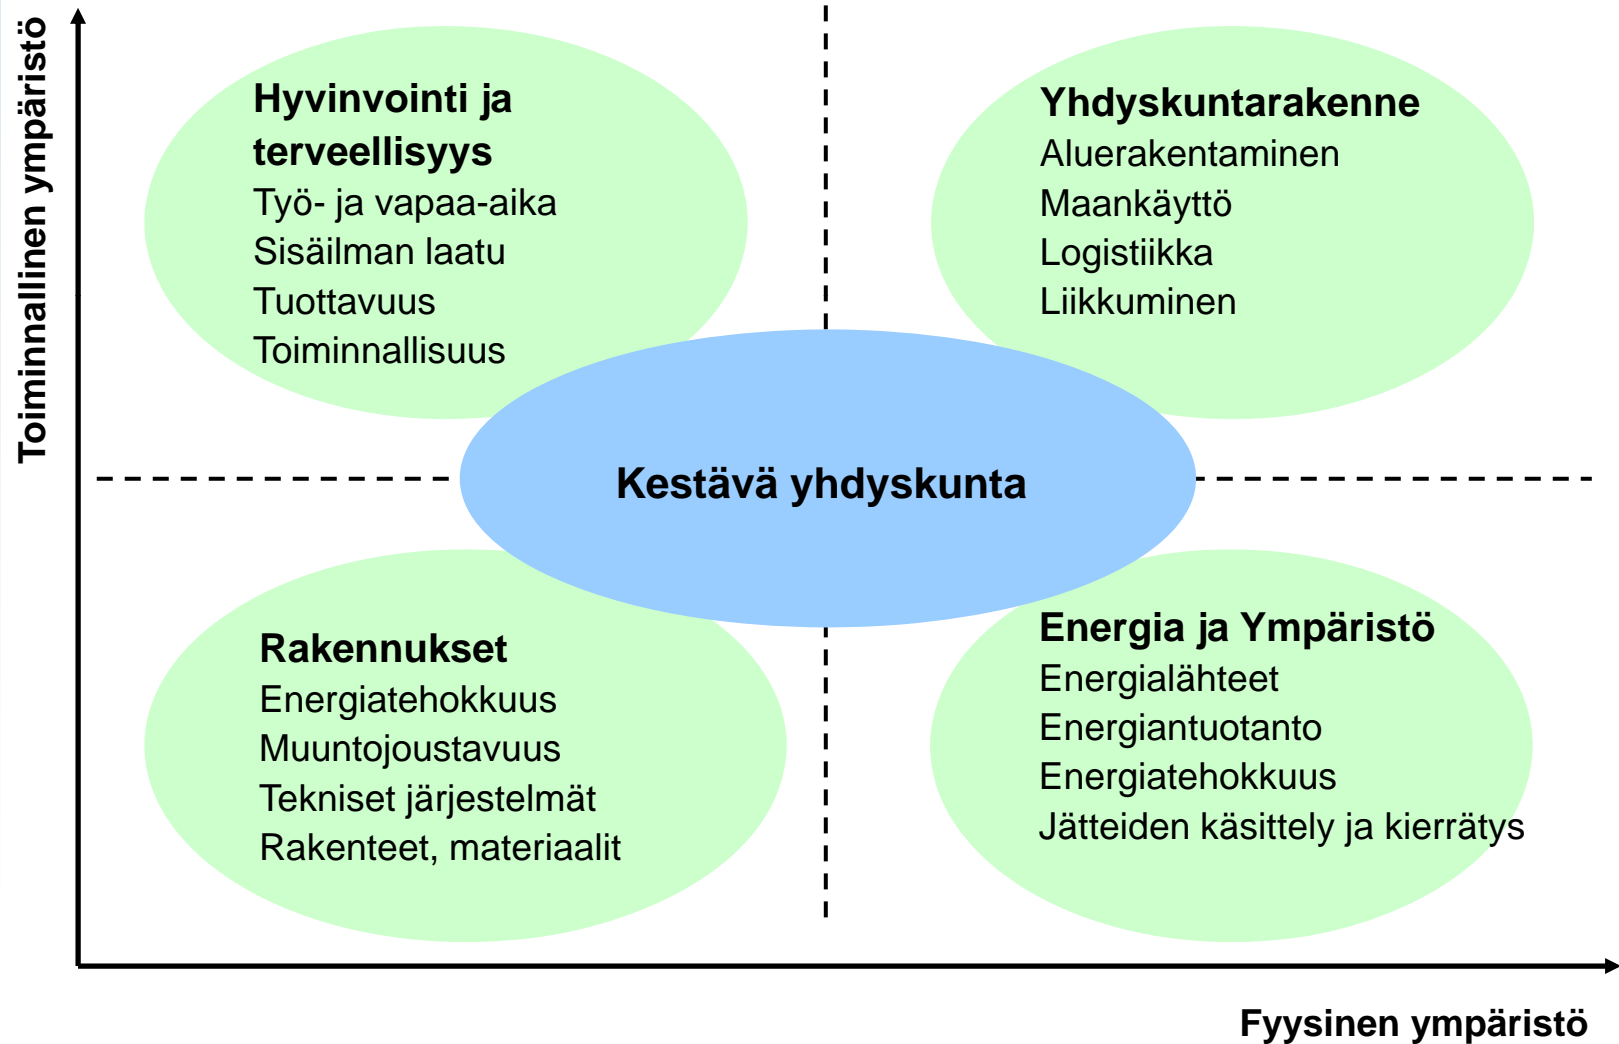 Toiminnallinen ympäristö
Hyvinvointi ja
terveellisyys
Työ- ja vapaa-aika
Sisäilman laatu
Tuottavuus
Toiminnallisuus
Yhdyskuntarakenne
Aluerakentaminen
Maankäyttö
Logistiikka
Liikkuminen
Kestävä yhdyskunta
Rakennukset
Energiatehokkuus
Muuntojoustavuus
Tekniset järjestelmät
Rakenteet, materiaalit
Energia ja Ympäristö
Energialähteet
Energiantuotanto
Energiatehokkuus
Jätteiden käsittely ja kierrätys
Fyysinen ympäristö